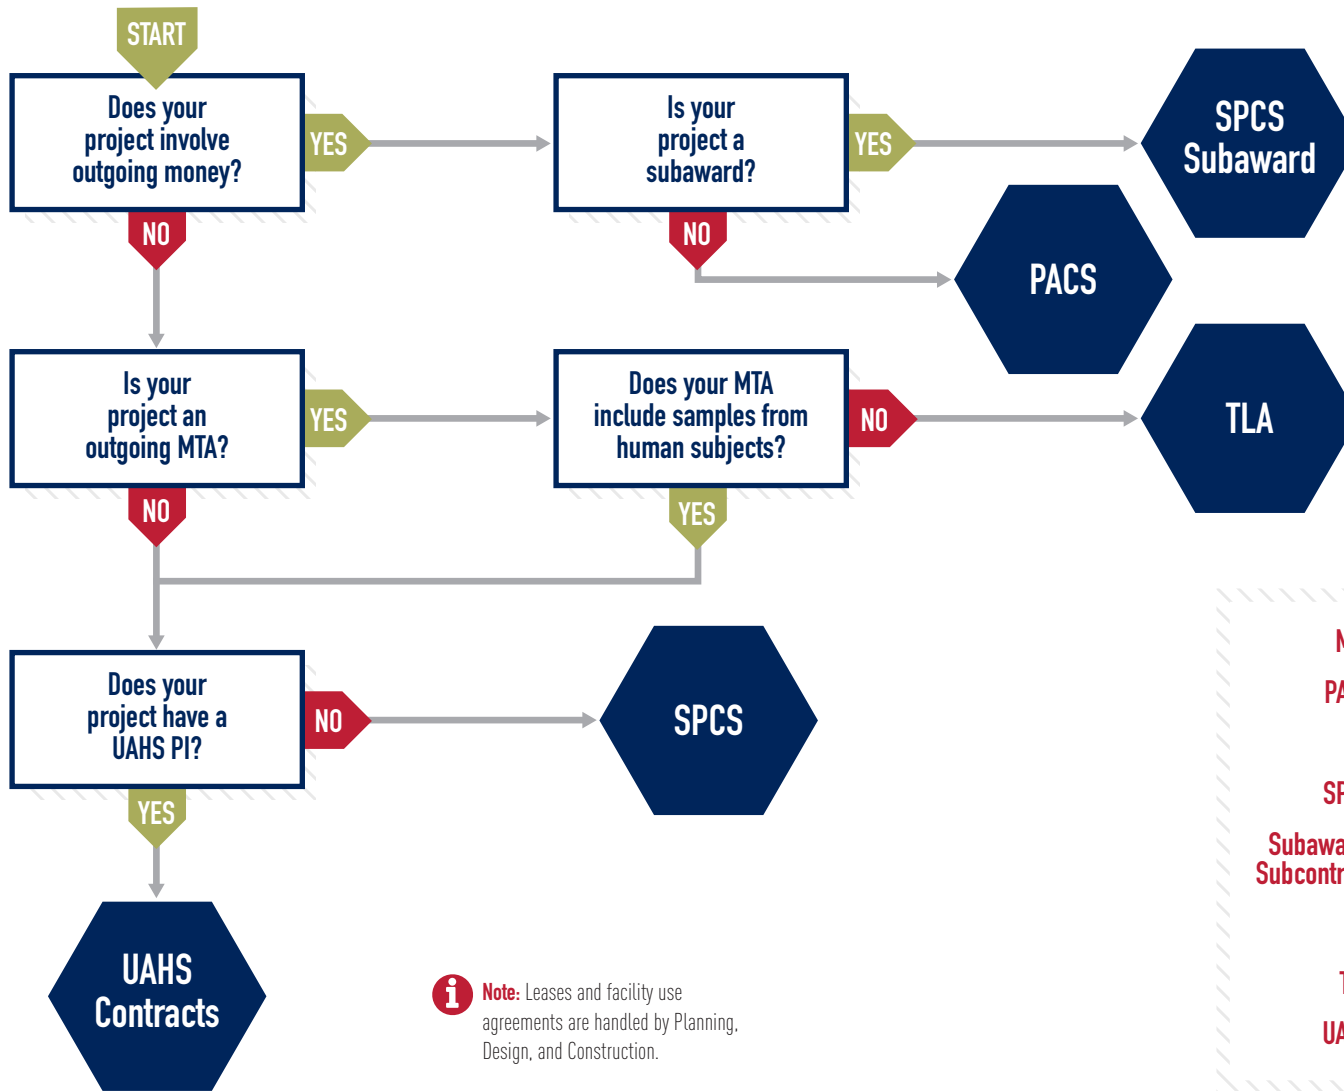 START
Does your
project involve
outgoing money?
YES
Is your
project a
subaward?
YES
SPCS
Subaward
NO
NO
PACS
Is your
project an
outgoing MTA?
YES
Does your MTA
include samples from
human subjects?
NO
TLA
NO
YES
Does your
project have a
UAHS PI?
NO
SPCS
YES
UAHS
Contracts
Note: Leases and facility use
agreements are handled by Planning,
Design, and Construction.